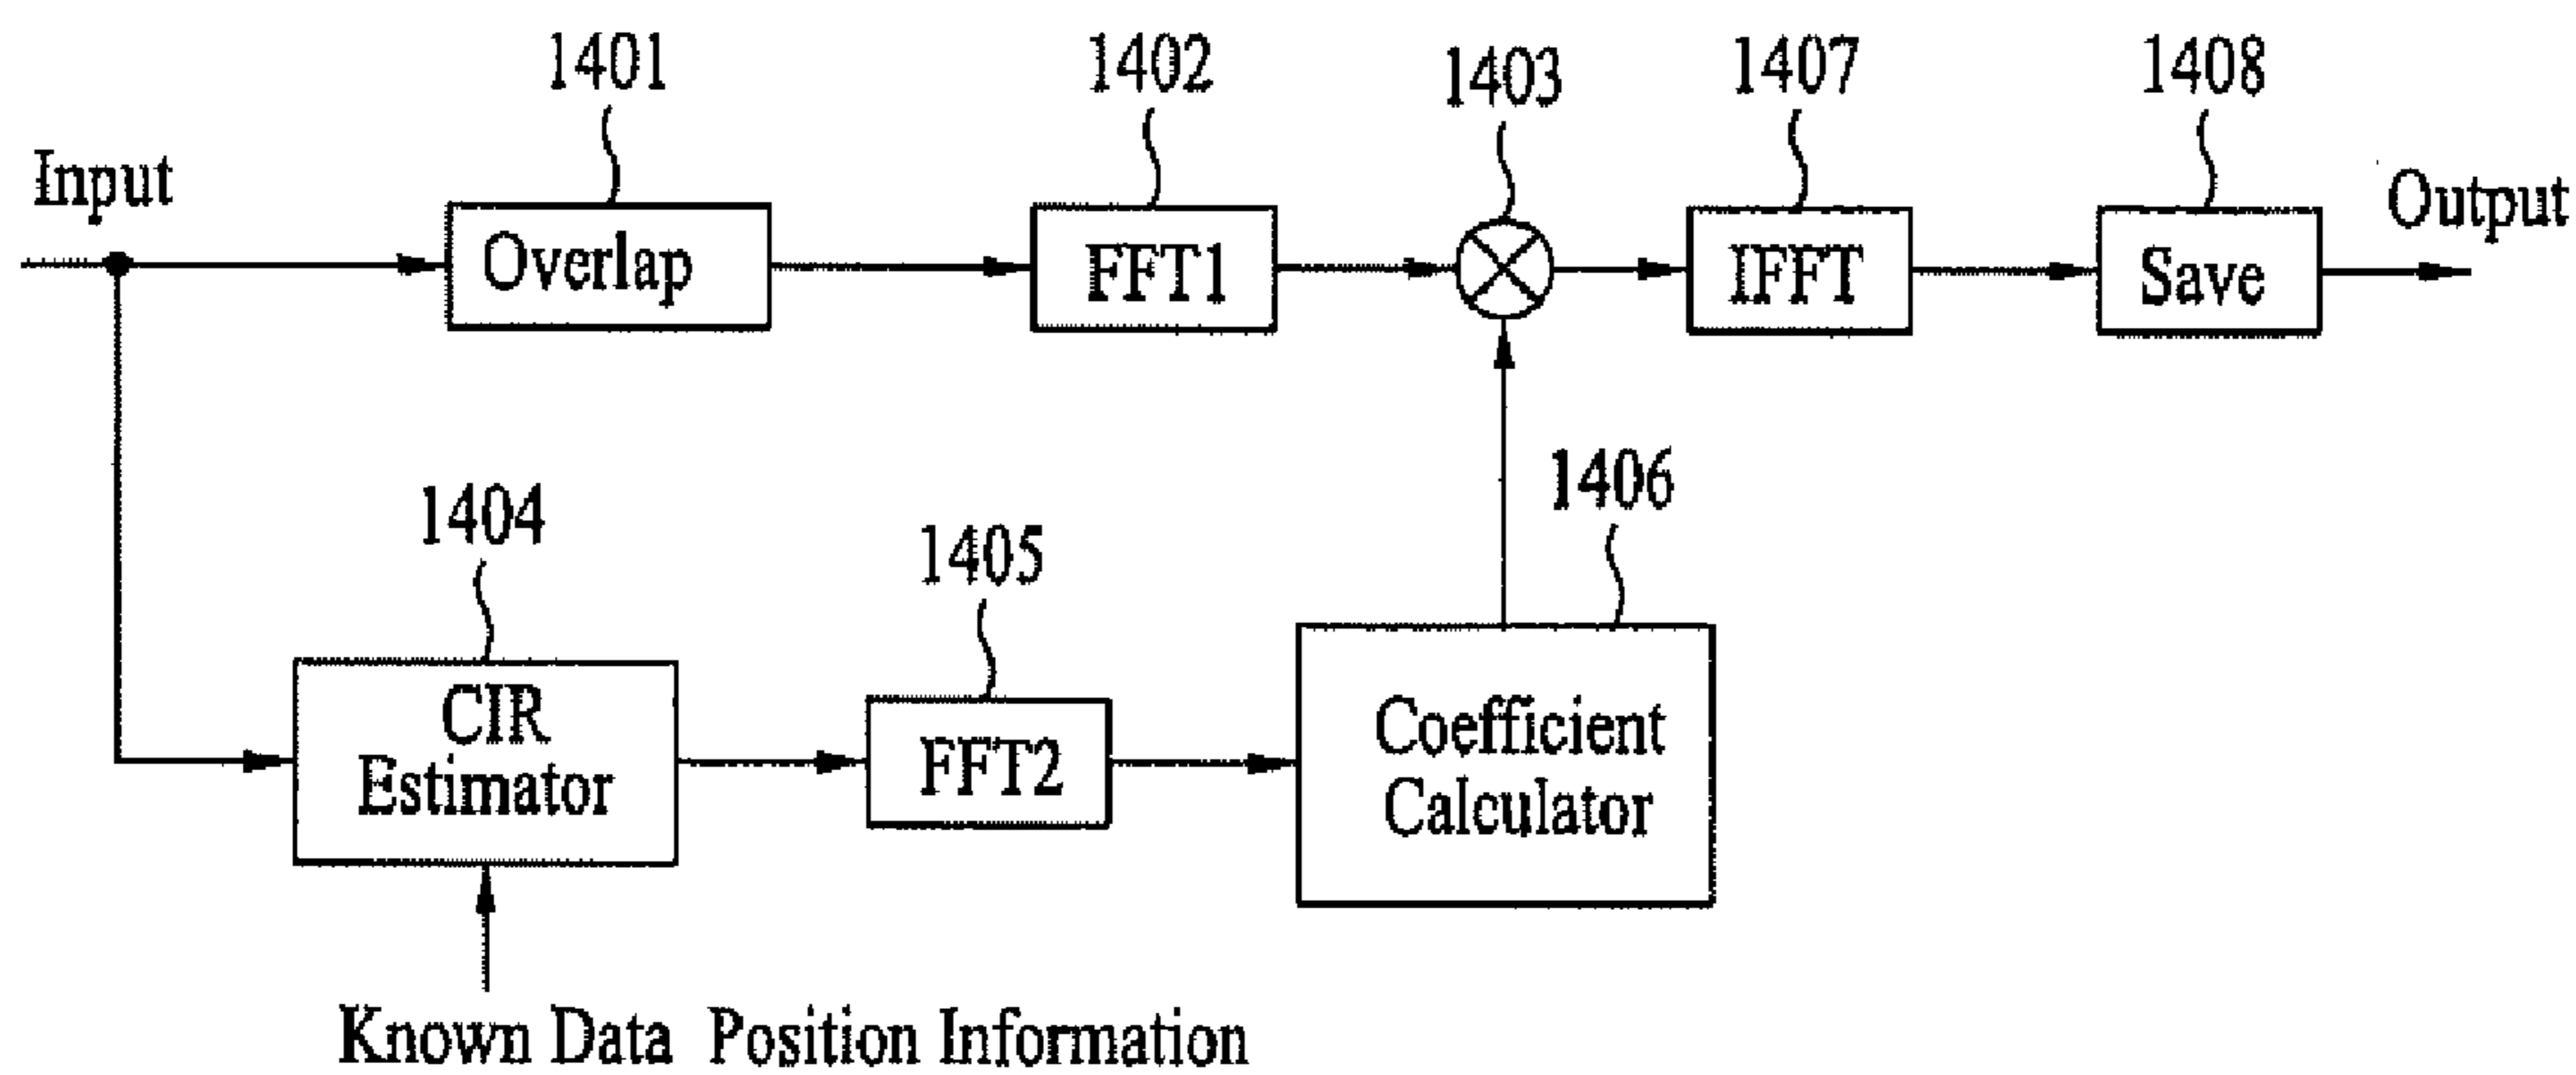 1401
1402
1403
1407
1408
Input
Output
Overlap
FFT1
IFFT
Save
1404
1405
1406
CIR
Estimator
FFT2
Coefficient
Calculator
Known Data Position Information